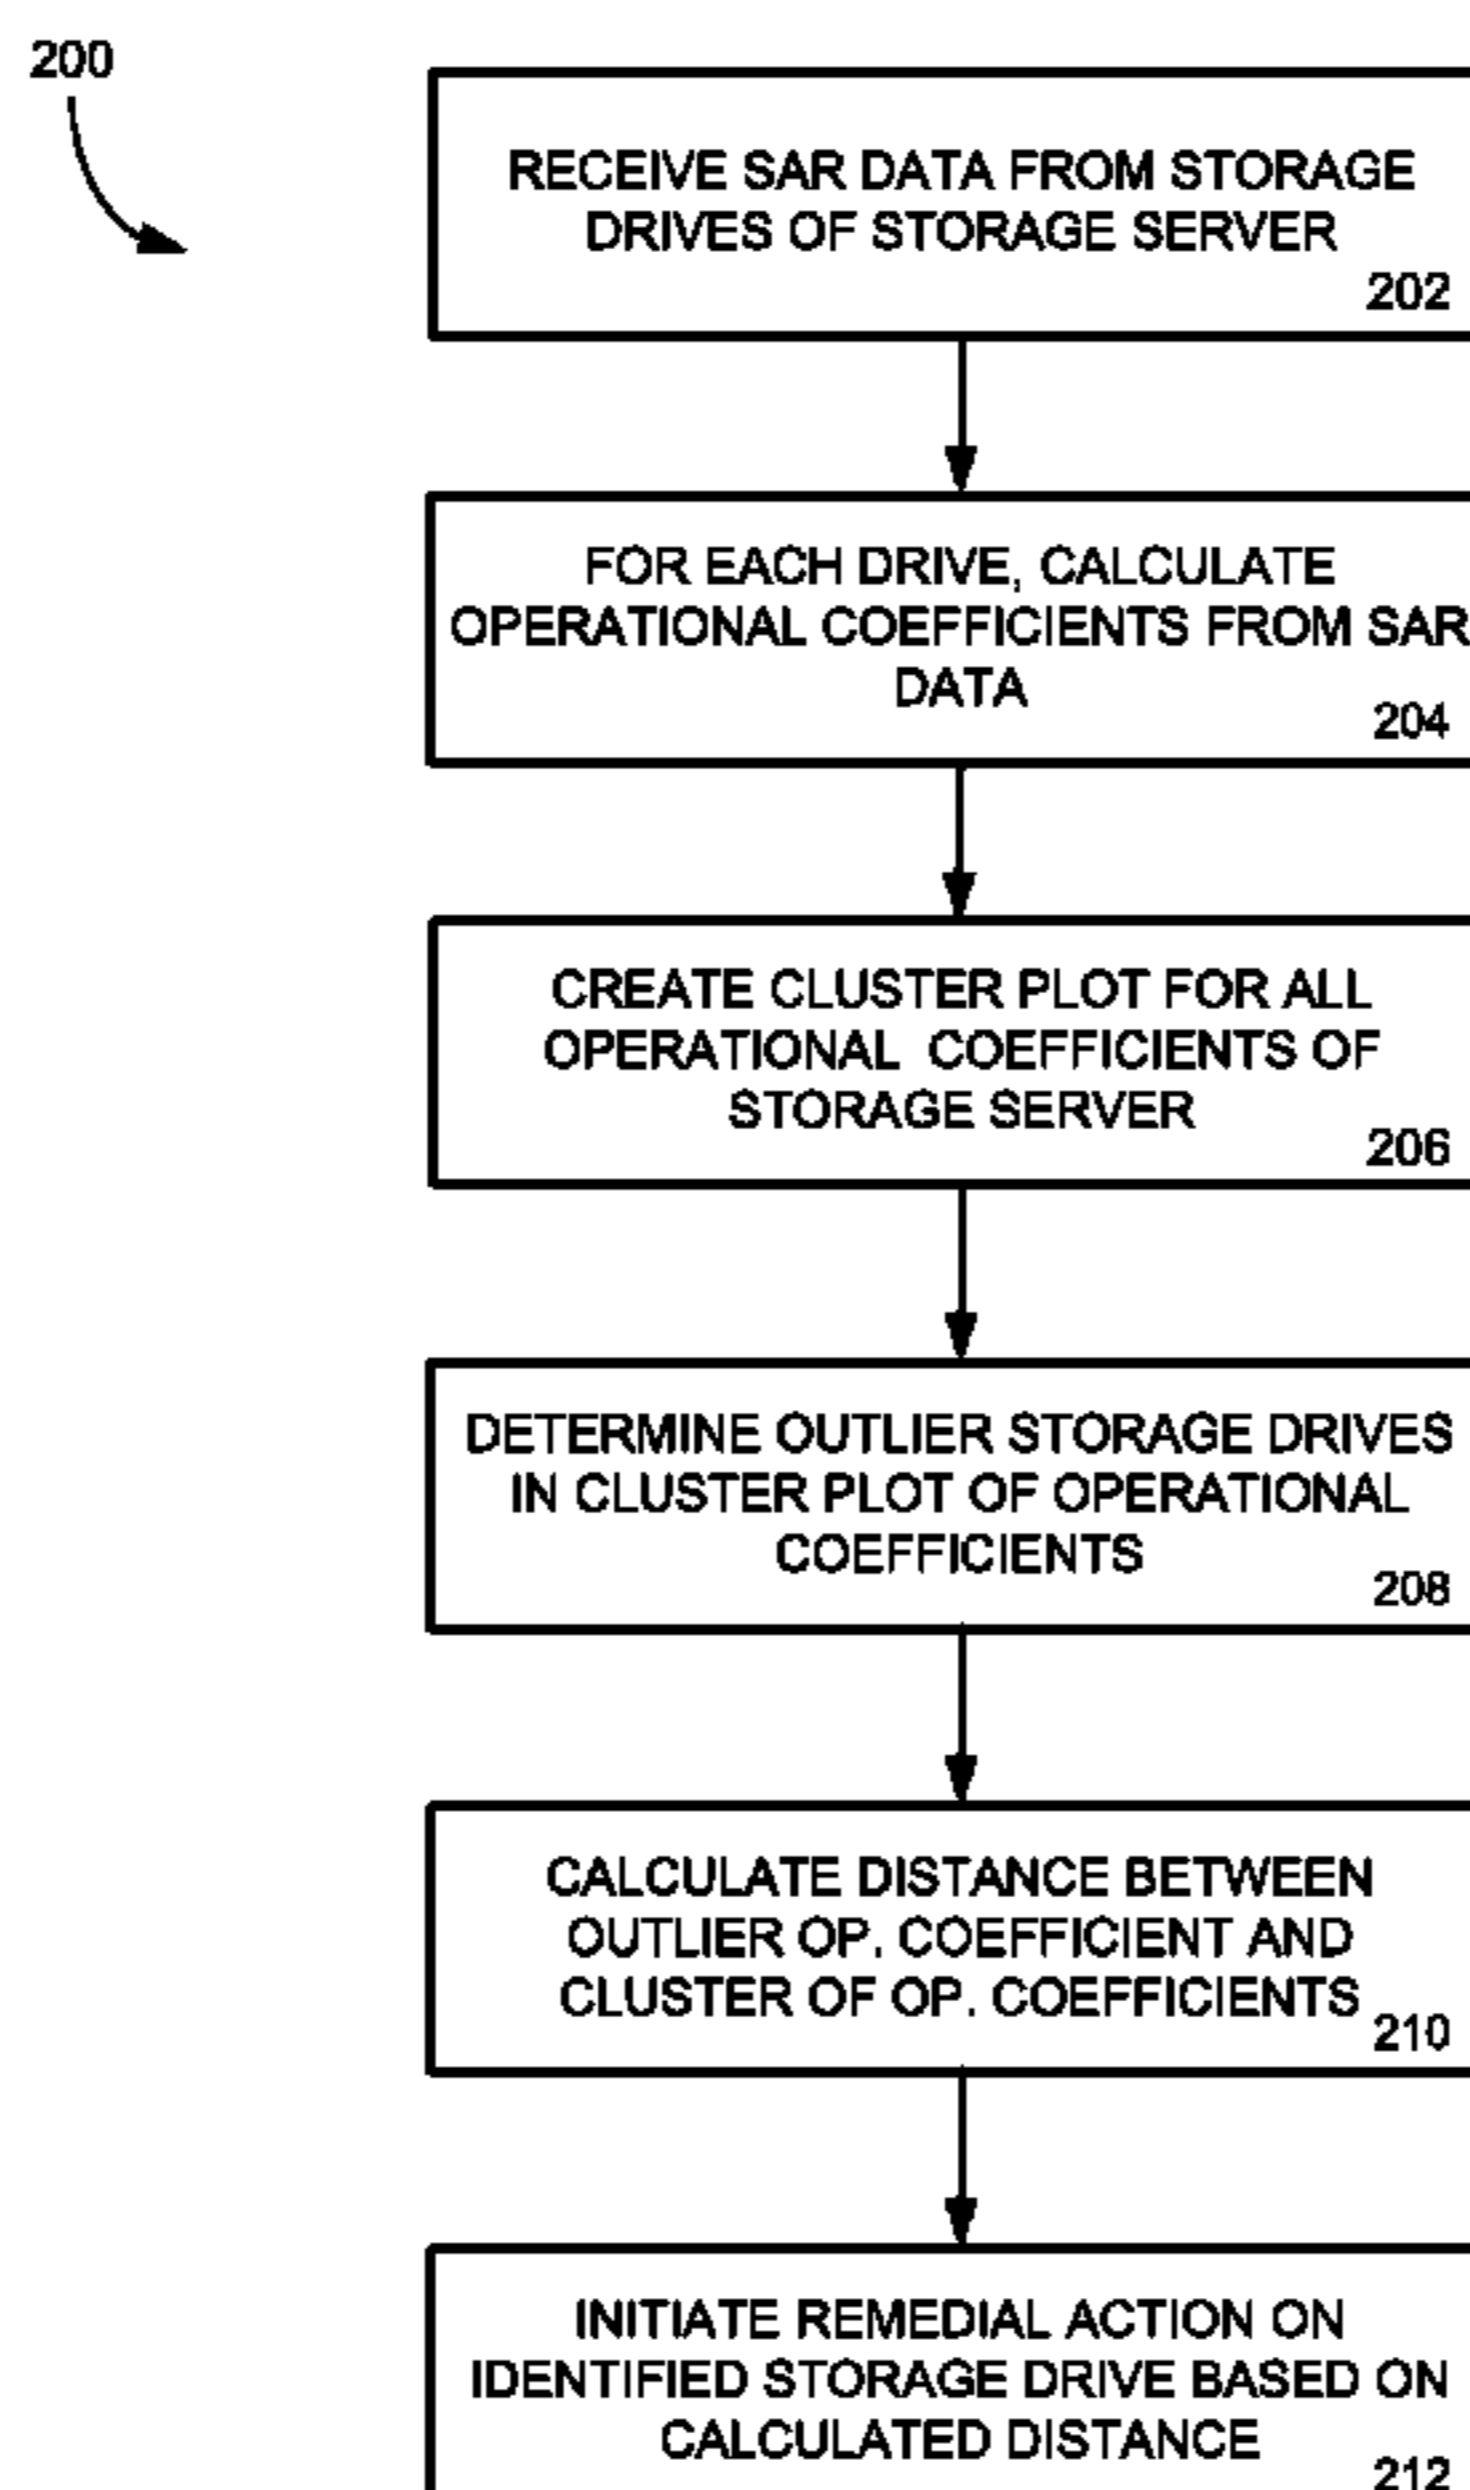 200
RECEIVE SAR DATA FROM STORAGE
DRIVES OF STORAGE SERVER
202
FOR EACH DRIVE, CALCULATE
OPERATIONAL COEFFICIENTS FROM SAR
DATA
204
CREATE CLUSTER PLOT FOR ALL
OPERATIONAL COEFFICIENTS OF
STORAGE SERVER
206
DETERMINE OUTLIER STORAGE DRIVES
IN CLUSTER PLOT OF OPERATIONAL
COEFFICIENTS
208
CALCULATE DISTANCE BETWEEN
OUTLIER OP. COEFFICIENT AND
CLUSTER OF OP. COEFFICIENTS
210
INITIATE REMEDIAL ACTION ON
IDENTIFIED STORAGE DRIVE BASED ON
CALCULATED DISTANCE
212